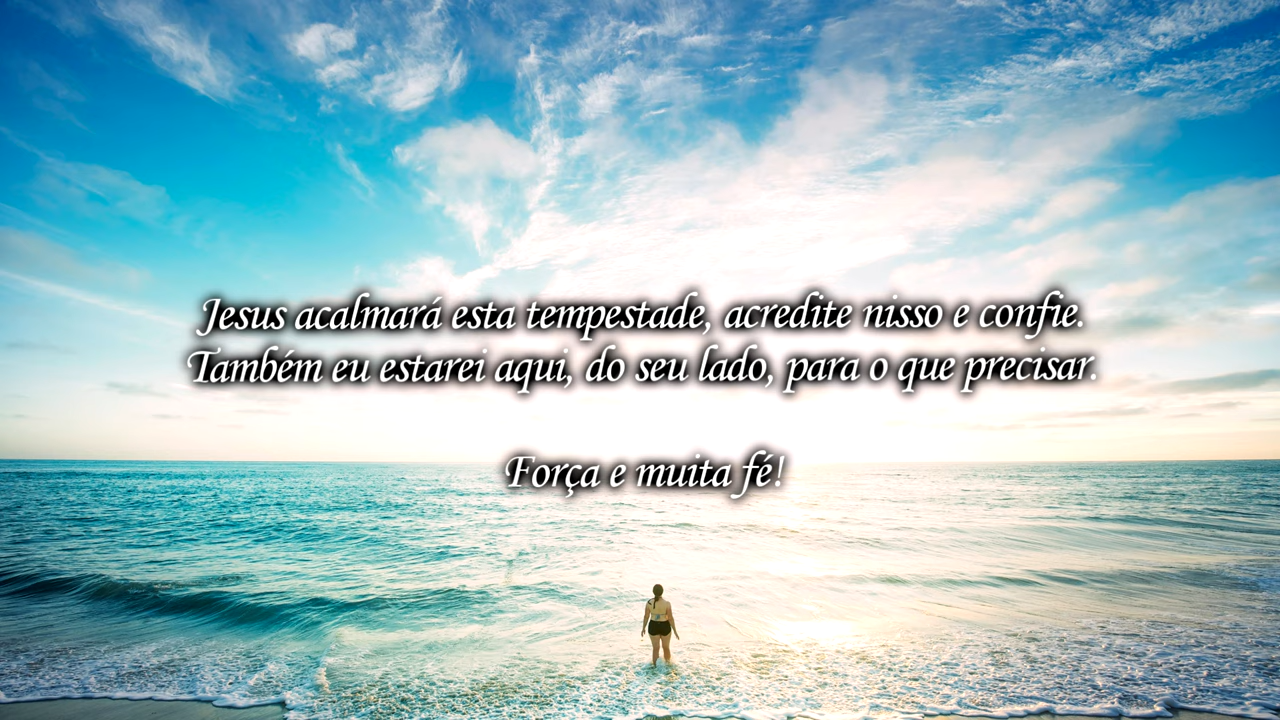 Jesus acalmará esta tempestade, acredite nisso e confie.
Também eu estarei aqui, do seu lado, para o que precisar.
Força e muita fé!